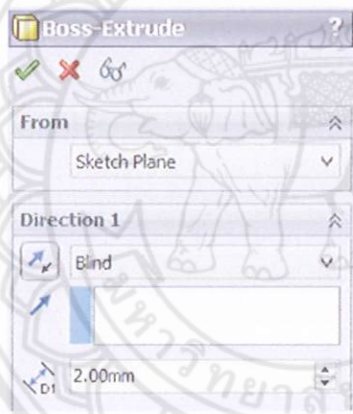 Boss-Extrude ?
From
Sketch Plane
Direction 1
Blind
D1 2.00mm